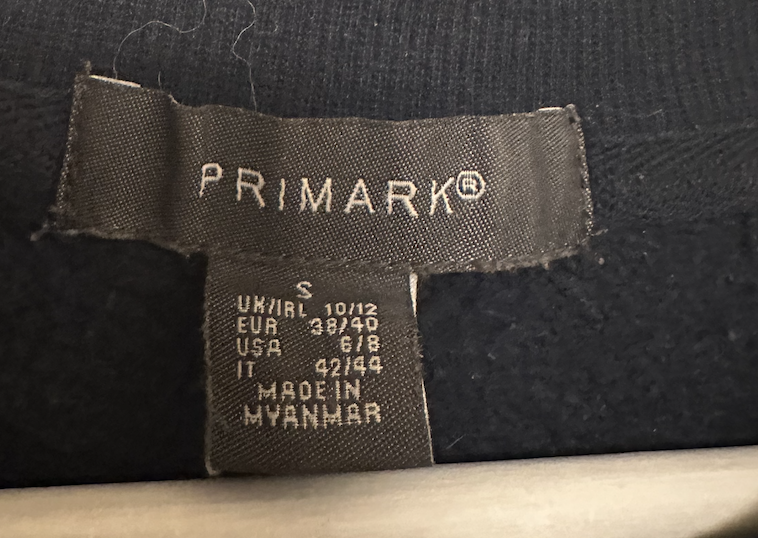 PRIMARK®
S
UK/IRL 10/12
EUR 38/40
USA 6/8
IT 42/44
MADE IN
MYANMAR